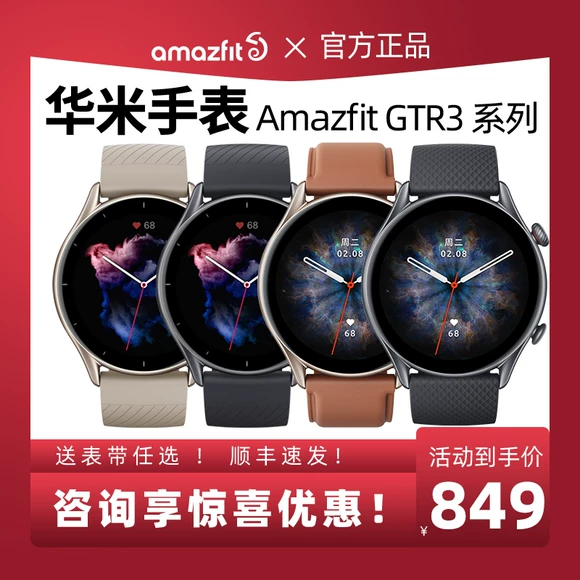 amazfit × 官方正品
华米手表 Amazfit GTR3 系列
68
68
周二
02.08
68
周二
02.08
68
送表带任选 ！ 顺丰速发！
咨询享惊喜优惠！
活动到手价
¥849